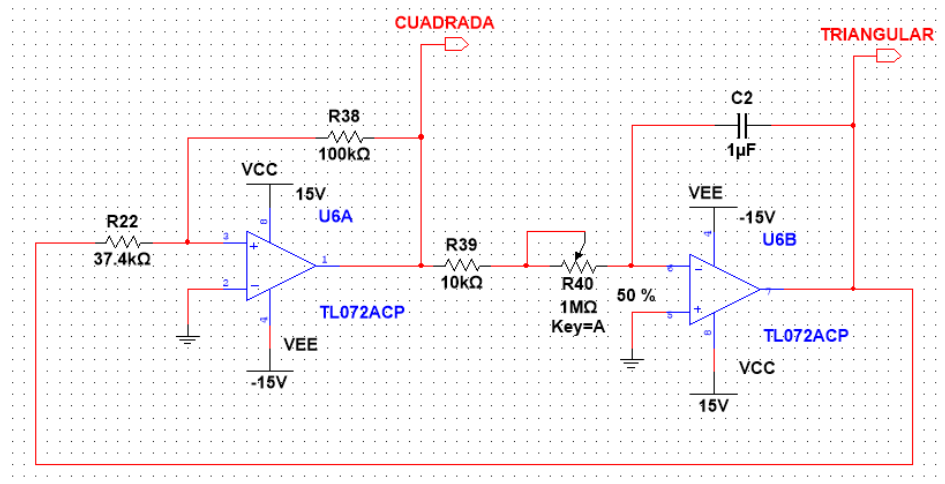 CUADRADA
TRIANGULAR
R38
100kΩ
C2
1µF
VCC
15V
U6A
8
3
2
1
4
TL072ACP
VEE
-15V
R22
37.4kΩ
R39
10kΩ
R40
1MΩ
Key=A
50 %
VEE
-15V
U6B
4
6
5
7
8
TL072ACP
VCC
15V